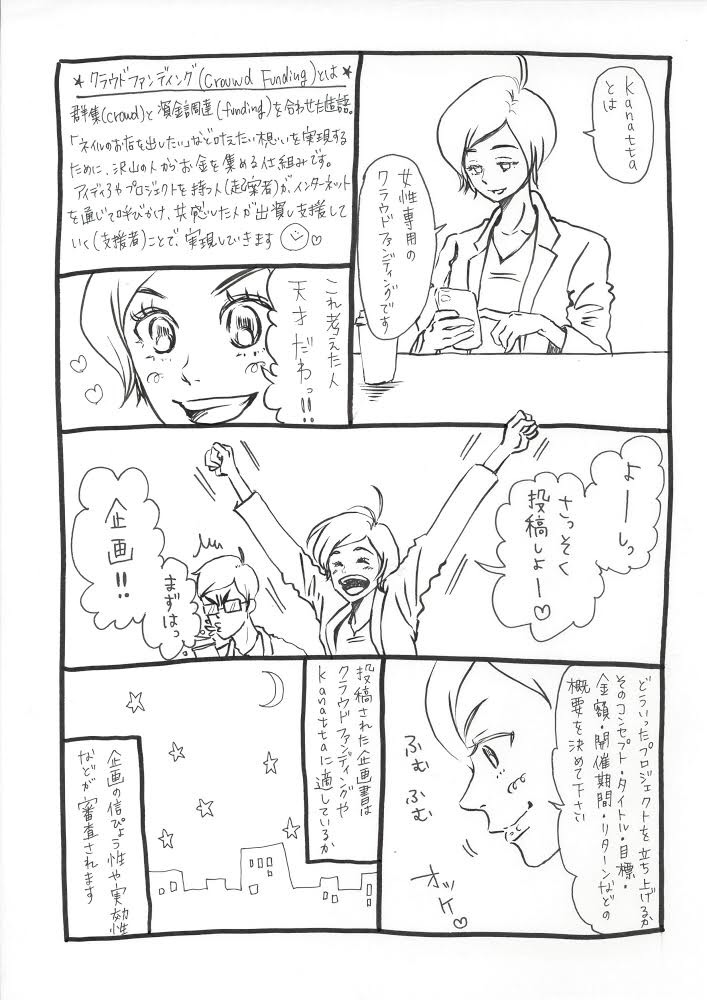 kanatta
とは
女性専用の
クラウドファンディングです
★クラウドファンディング(Crouwd Funding)とは★
群集(crowd)と資金調達(funding)を合わせた造語。
「ネイルのお店を出したい」など叶えたい想いを実現する
ために、沢山の人からお金を集める仕組みです。
アイディアやプロジェクトを持つ人(起案者)が、インターネット
を通じて呼びかけ、共感した人が出資し支援して
いく(支援者)ことで、実現していきます
これ考えた人
天才だわっ!!
よーしっ
さっそく
投稿しよー♡
企画!!
まずはっ
どういったプロジェクトを立ち上げるか
そのコンセプト・タイトル・目標・
金額・開催期間・リターンなどの
概要を決めて下さい
ふむふむ
オッケ♡
投稿された企画書は
クラウドファンディングや
kanattaに適しているか
企画の信ぴょう性や実効性
などが審査されます